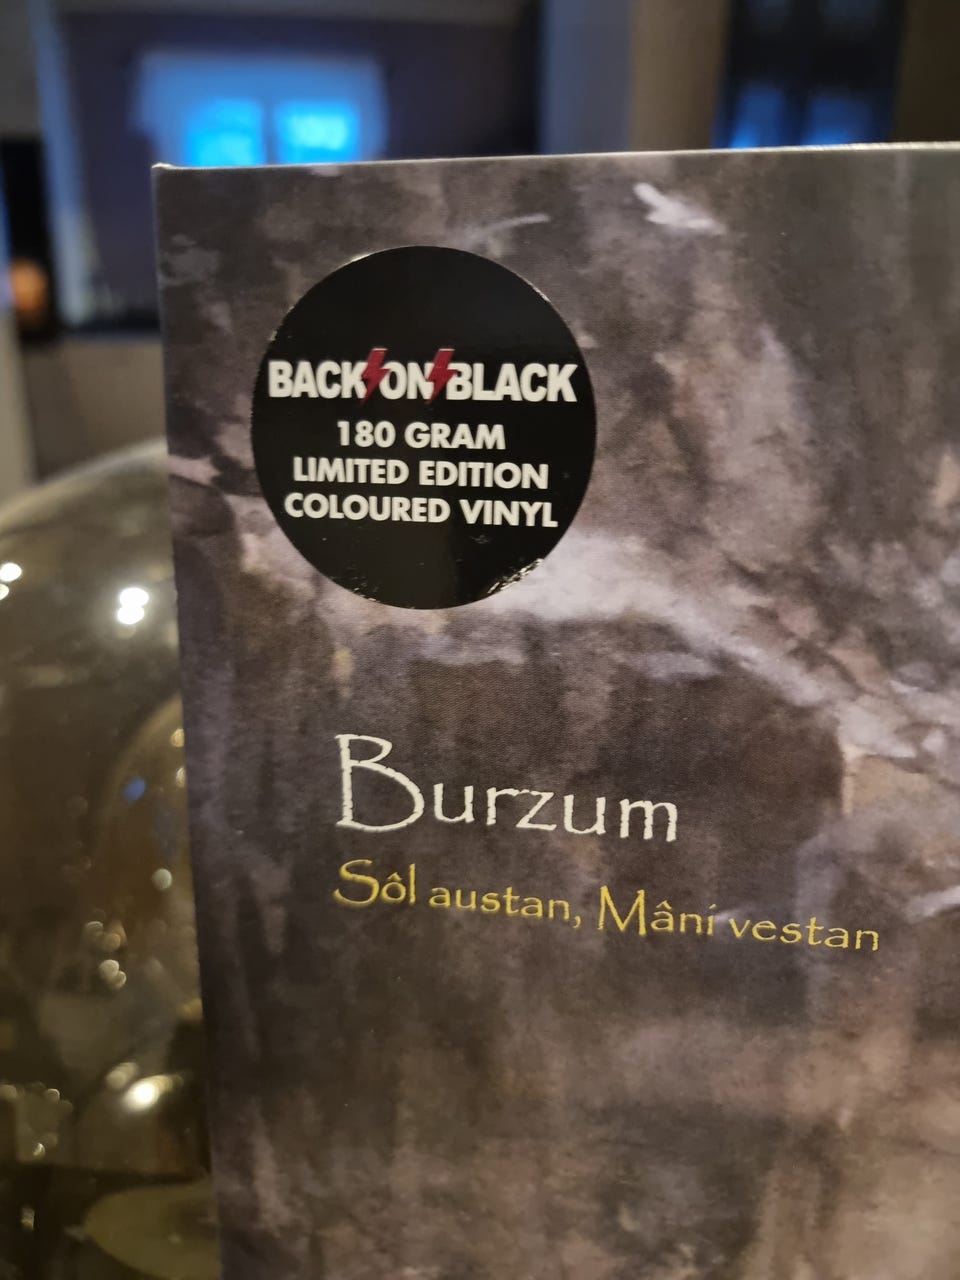 BACK ON BLACK
180 GRAM
LIMITED EDITION
COLOURED VINYL
Burzum
Sôl austan, Mâni vestan